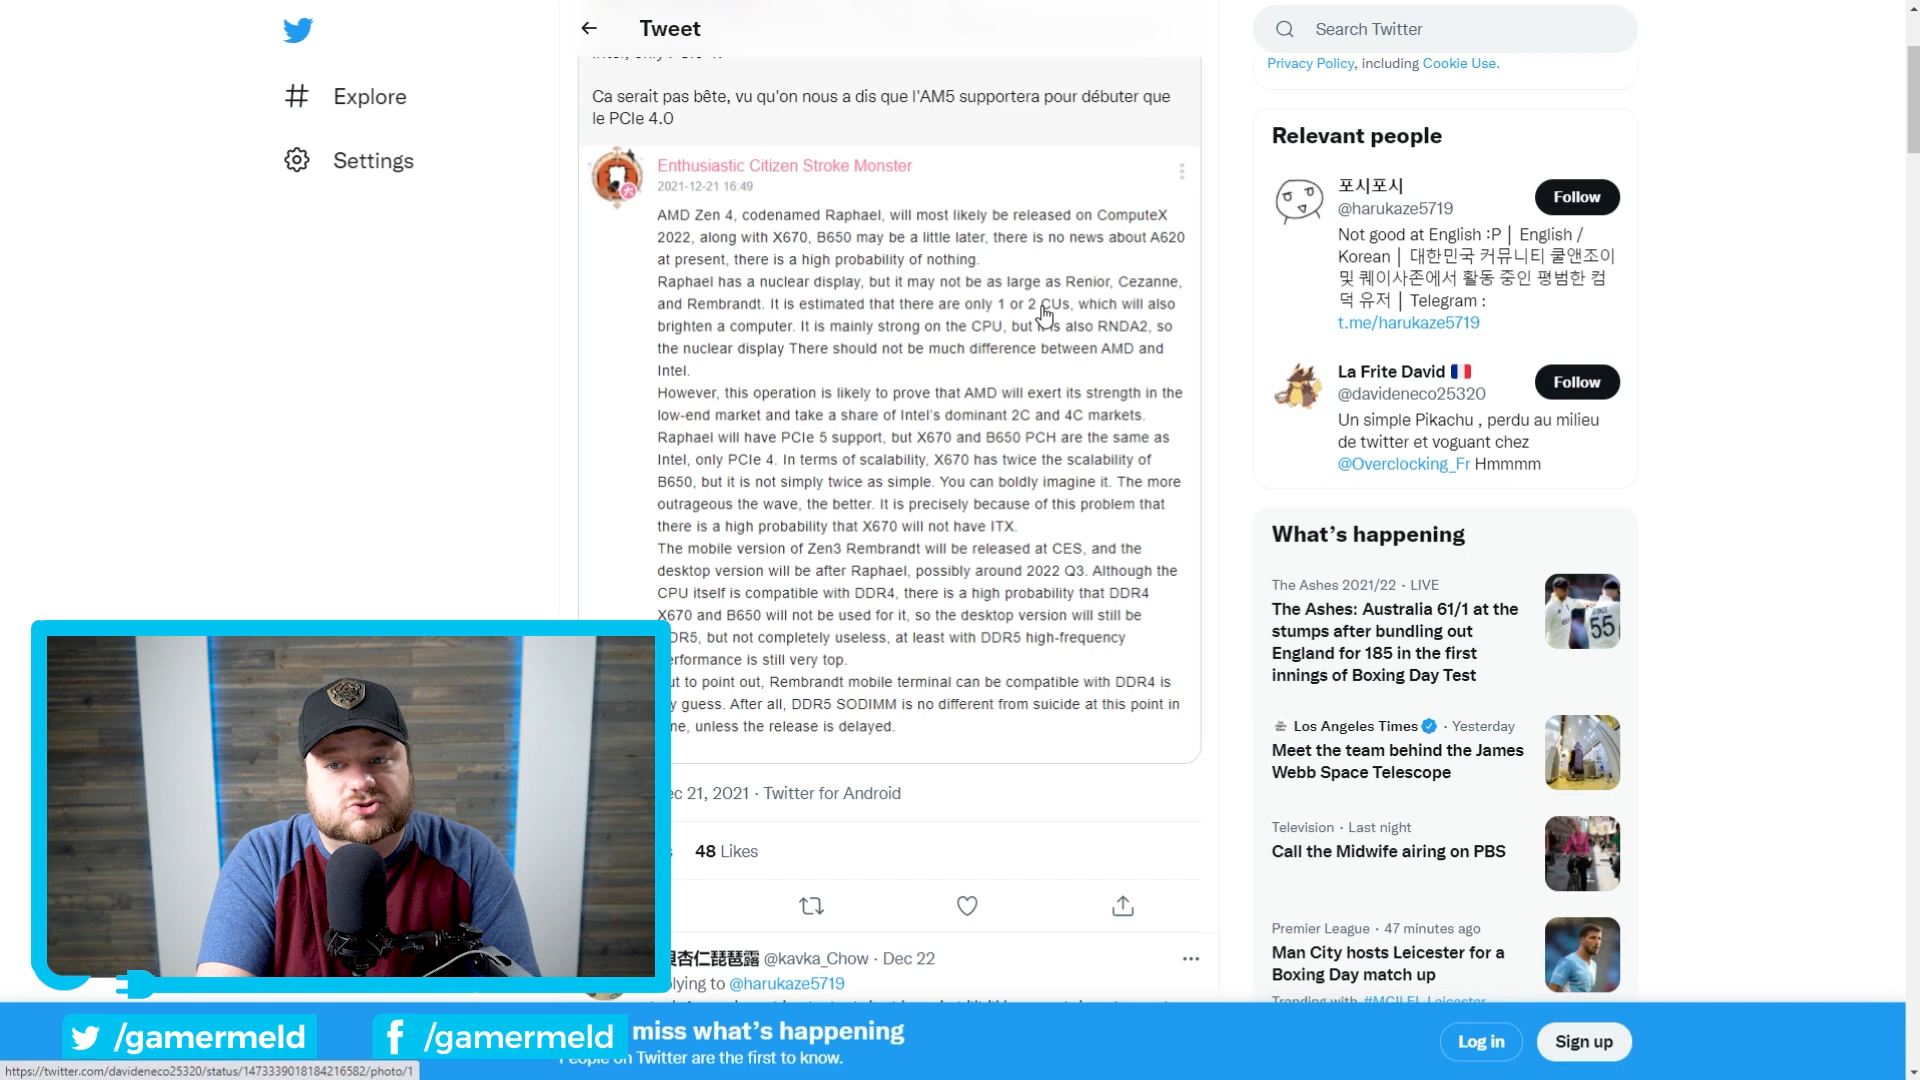 Tweet
Search Twitter
Privacy Policy, including Cookie Use.
Explore
Settings
Ca serait pas bête, vu qu'on nous a dis que l'AM5 supportera pour débuter que
le PCIe 4.0
Enthusiastic Citizen Stroke Monster
2021-12-21 16:49
AMD Zen 4, codenamed Raphael, will most likely be released on ComputeX
2022, along with X670, B650 may be a little later, there is no news about A620
at present, there is a high probability of nothing.
Raphael has a nuclear display, but it may not be as large as Renior, Cezanne,
and Rembrandt. It is estimated that there are only 1 or 2 CUs, which will also
brighten a computer. It is mainly strong on the CPU, but it is also RNDA2, so
the nuclear display There should not be much difference between AMD and
Intel.
However, this operation is likely to prove that AMD will exert its strength in the
low-end market and take a share of Intel's dominant 2C and 4C markets.
Raphael will have PCIe 5 support, but X670 and B650 PCH are the same as
Intel, only PCIe 4. In terms of scalability, X670 has twice the scalability of
B650, but it is not simply twice as simple. You can boldly imagine it. The more
outrageous the wave, the better. It is precisely because of this problem that
there is a high probability that X670 will not have ITX.
The mobile version of Zen3 Rembrandt will be released at CES, and the
desktop version will be after Raphael, possibly around 2022 Q3. Although the
CPU itself is compatible with DDR4, there is a high probability that DDR4
X670 and B650 will not be used for it, so the desktop version will still be
DR5, but not completely useless, at least with DDR5 high-frequency
erformance is still very top.
ut to point out, Rembrandt mobile terminal can be compatible with DDR4 is
y guess. After all, DDR5 SODIMM is no different from suicide at this point in
me, unless the release is delayed.
ec 21, 2021 · Twitter for Android
48 Likes
貝杏仁琵琶露 @kavka_Chow · Dec 22
lying to @harukaze5719
Relevant people
포시포시
@harukaze5719
Follow
Not good at English :P | English /
Korean | 대한민국 커뮤니티 쿨앤조이
및 퀘이사존에서 활동 중인 평범한 컴
덕 유저 | Telegram :
t.me/harukaze5719
La Frite David
@davideneco25320
Follow
Un simple Pikachu , perdu au milieu
de twitter et voguant chez
@Overclocking_Fr Hmmmm
What's happening
The Ashes 2021/22 · LIVE
The Ashes: Australia 61/1 at the
stumps after bundling out
England for 185 in the first
innings of Boxing Day Test
55
Los Angeles Times · Yesterday
Meet the team behind the James
Webb Space Telescope
Television · Last night
Call the Midwife airing on PBS
Premier League · 47 minutes ago
Man City hosts Leicester for a
Boxing Day match up
Trending with #MCILEI, Leicester
/gamermeld
/gamermeld
miss what's happening
People on Twitter are the first to know.
Log in
Sign up
https://twitter.com/davideneco25320/status/1473339018184216582/photo/1